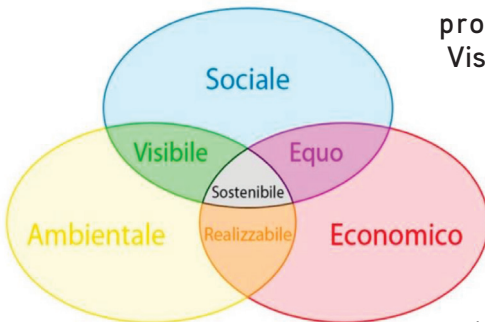 pro
Vis
Sociale
Visibile
Equo
Sostenibile
Ambientale
Realizzabile
Economico